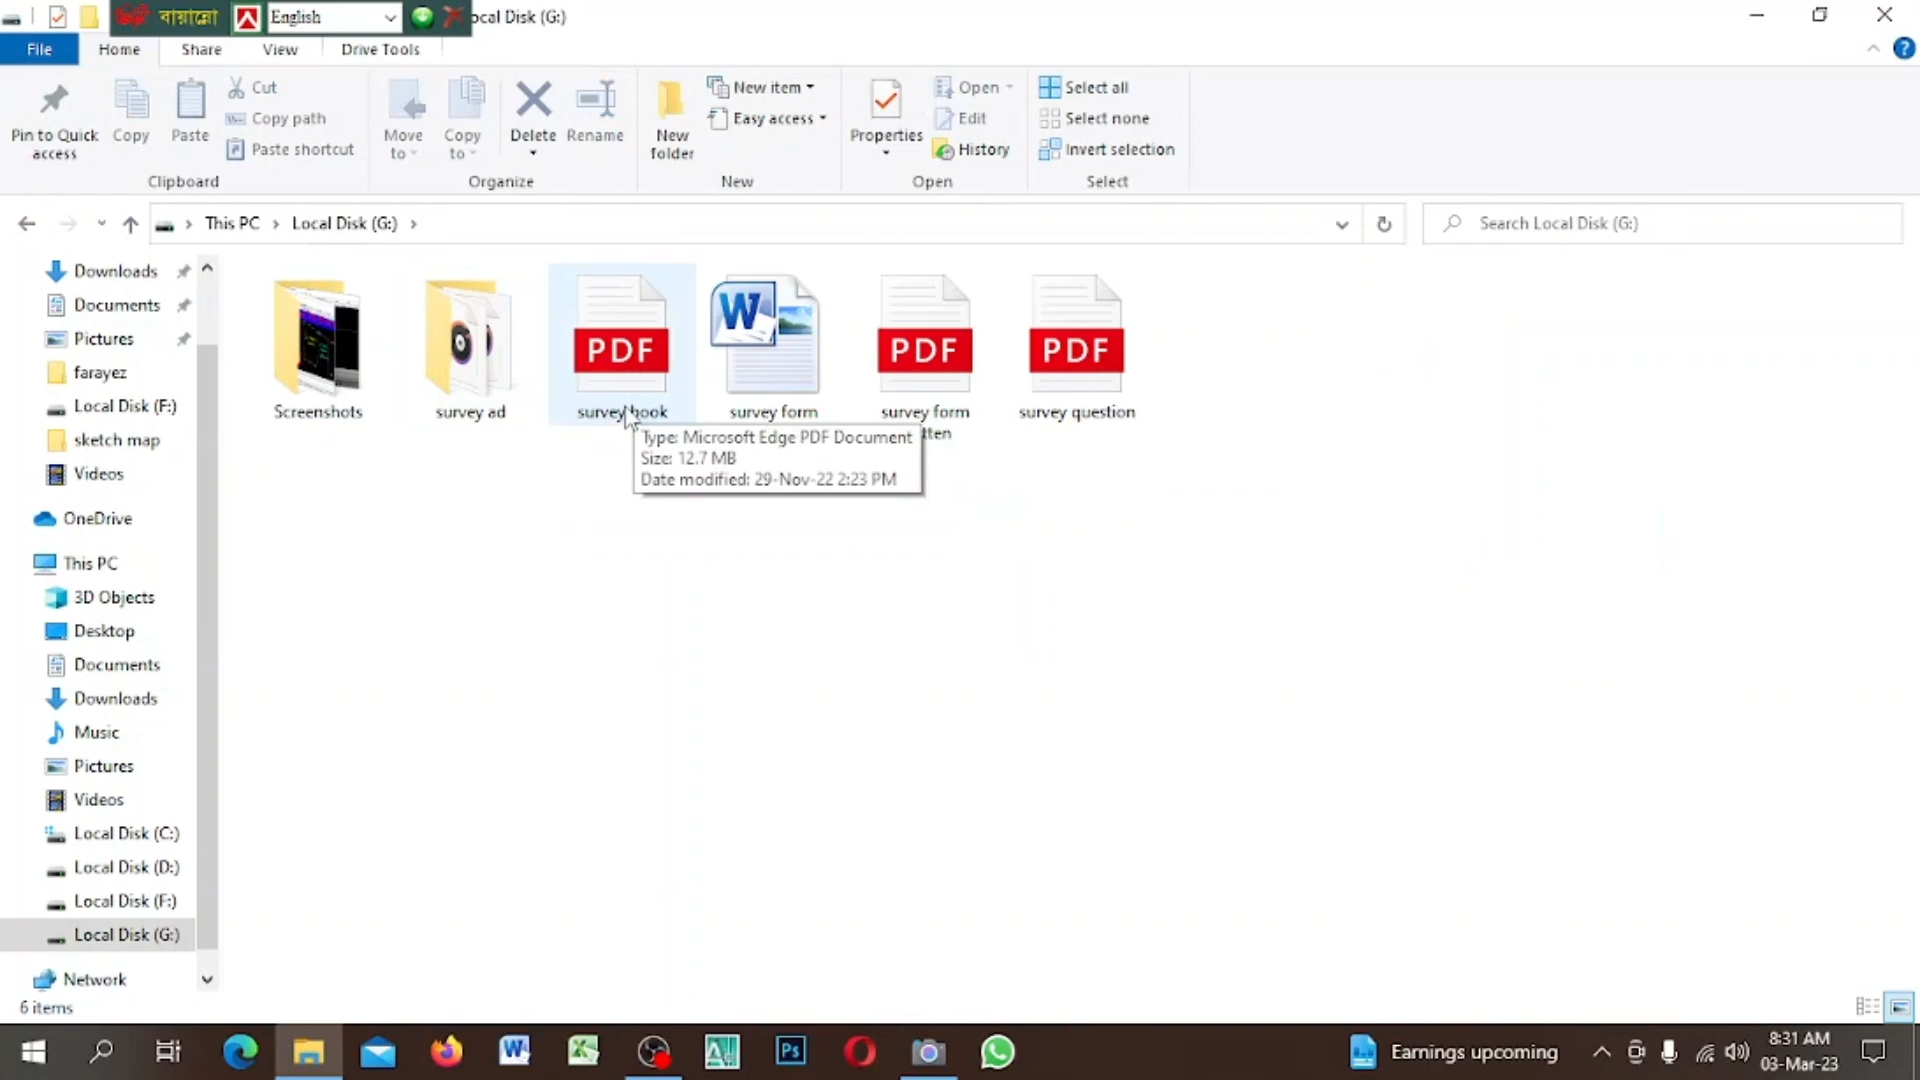 বায়ান্নো
English
ocal Disk (G:)
File
Home
Share
View
Drive Tools
Pin to Quick
access
Copy
Paste
Cut
Copy path
Paste shortcut
Clipboard
Move
to
Copy
to
Delete
Rename
Organize
New
folder
New item
Easy access
New
Properties
Open
Edit
History
Open
Select all
Select none
Invert selection
Select
This PC
Local Disk (G:)
Search Local Disk (G:)
Downloads
Documents
Pictures
farayez
Local Disk (F:)
sketch map
Videos
OneDrive
This PC
3D Objects
Desktop
Documents
Downloads
Music
Pictures
Videos
Local Disk (C:)
Local Disk (D:)
Local Disk (F:)
Local Disk (G:)
Network
6 items
Screenshots
survey ad
PDF
survey book
W
survey form
PDF
survey form
tten
PDF
survey question
Type: Microsoft Edge PDF Document
Size: 12.7 MB
Date modified: 29-Nov-22 2:23 PM
Ps
Earnings upcoming
8:31 AM
03-Mar-23